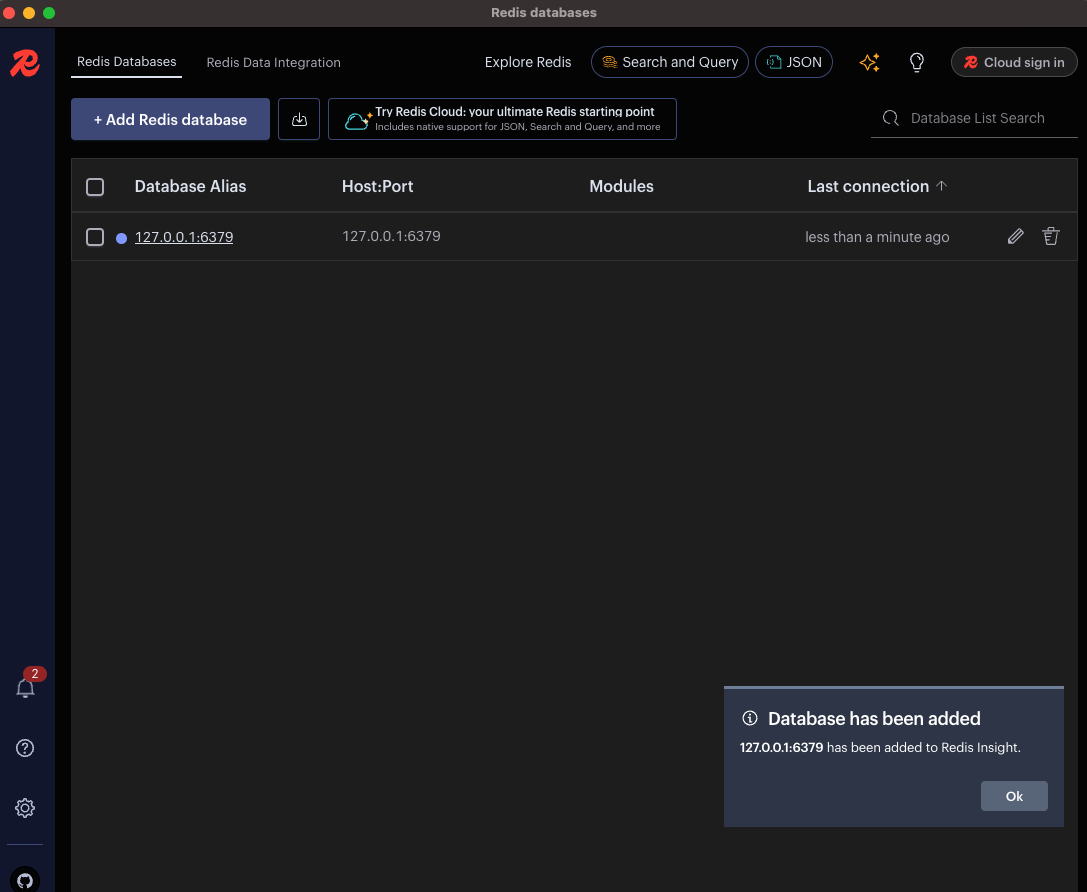 Redis databases
Redis Databases
Redis Data Integration
Explore Redis
Search and Query
JSON
Cloud sign in
+ Add Redis database
Try Redis Cloud: your ultimate Redis starting point
Includes native support for JSON, Search and Query, and more
Database List Search
Database Alias
Host:Port
Modules
Last connection ↑
127.0.0.1:6379
127.0.0.1:6379
less than a minute ago
2
Database has been added
127.0.0.1:6379 has been added to Redis Insight.
Ok